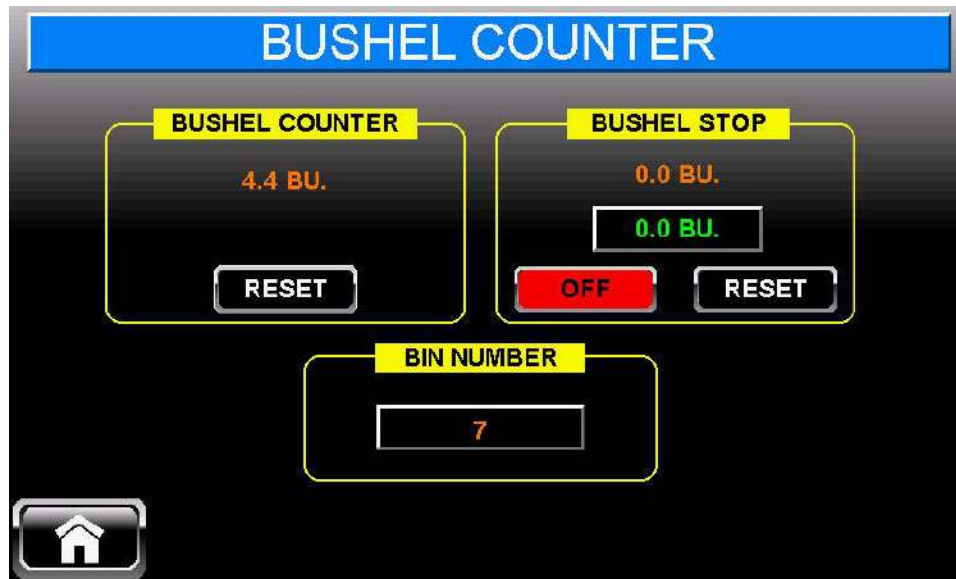 BUSHEL COUNTER
BUSHEL COUNTER
4.4 BU.
RESET
BUSHEL STOP
0.0 BU.
0.0 BU.
OFF
RESET
BIN NUMBER
7